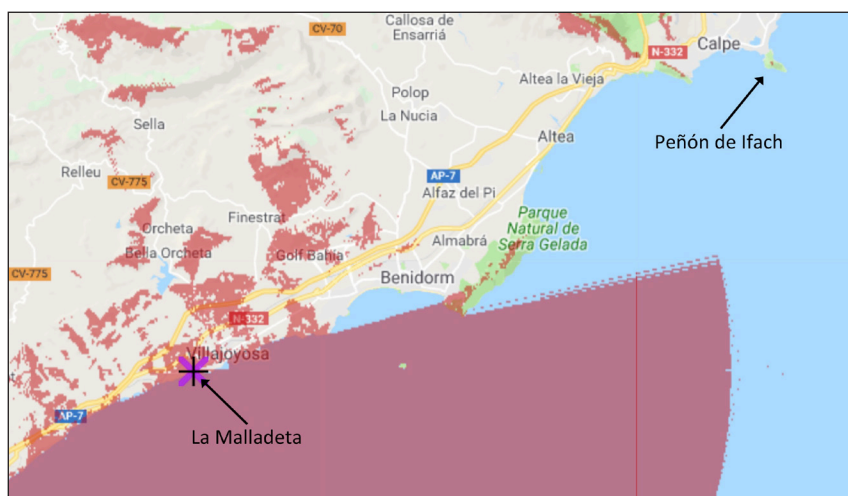 CV-70
Callosa de
Ensarriá
N-332
Calpe
Altea la Vieja
Polop
La Nucia
Sella
Peñón de Ifach
Altea
Relleu
CV-775
AP-7
Alfaz del Pi
Parque
Natural de
Serra Gelada
Finestrat
Orcheta
Bella Orcheta
Golf Bahía
Almabrá
CV-775
Benidorm
N-332
Villajoyosa
AP-7
La Malladeta